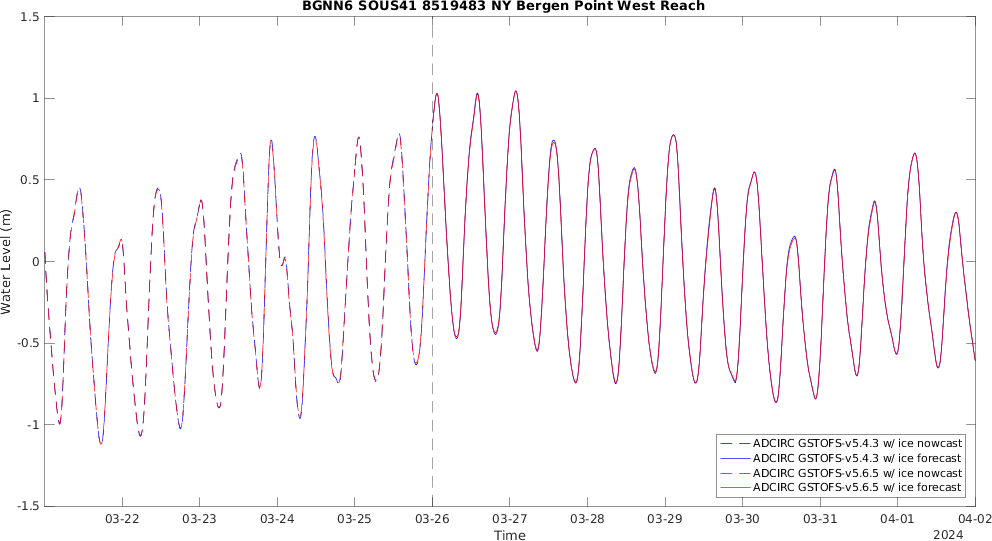 BGNN6 SOUS41 8519483 NY Bergen Point West Reach
1.5
1
0.5
0
-0.5
-1
-1.5
Water Level (m)
03-22 03-23 03-24 03-25 03-26 03-27 03-28 03-29 03-30 03-31 04-01 04-02
Time
2024
ADCIRC GSTOFS-v5.4.3 w/ ice nowcast
ADCIRC GSTOFS-v5.4.3 w/ ice forecast
ADCIRC GSTOFS-v5.6.5 w/ ice nowcast
ADCIRC GSTOFS-v5.6.5 w/ ice forecast